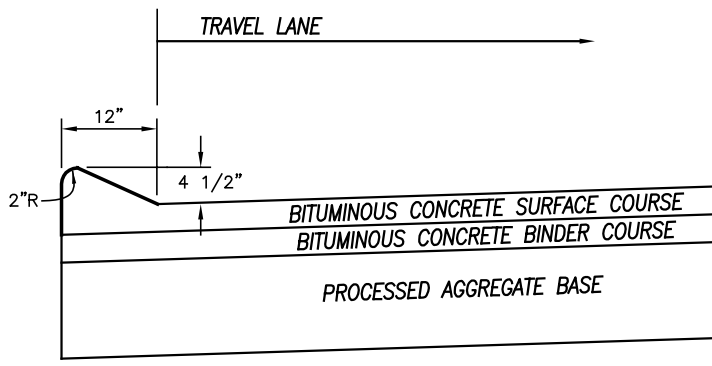 TRAVEL LANE
12"
4 1/2"
2"R
BITUMINOUS CONCRETE SURFACE COURSE
BITUMINOUS CONCRETE BINDER COURSE
PROCESSED AGGREGATE BASE